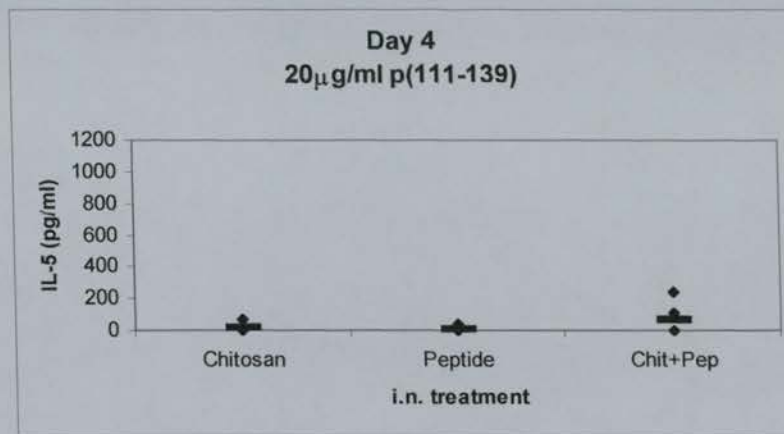 Day 4
20µg/ml p(111-139)
1200
1000
800
600
400
200
0
IL-5 (pg/ml)
Chitosan Peptide Chit+Pep
i.n. treatment